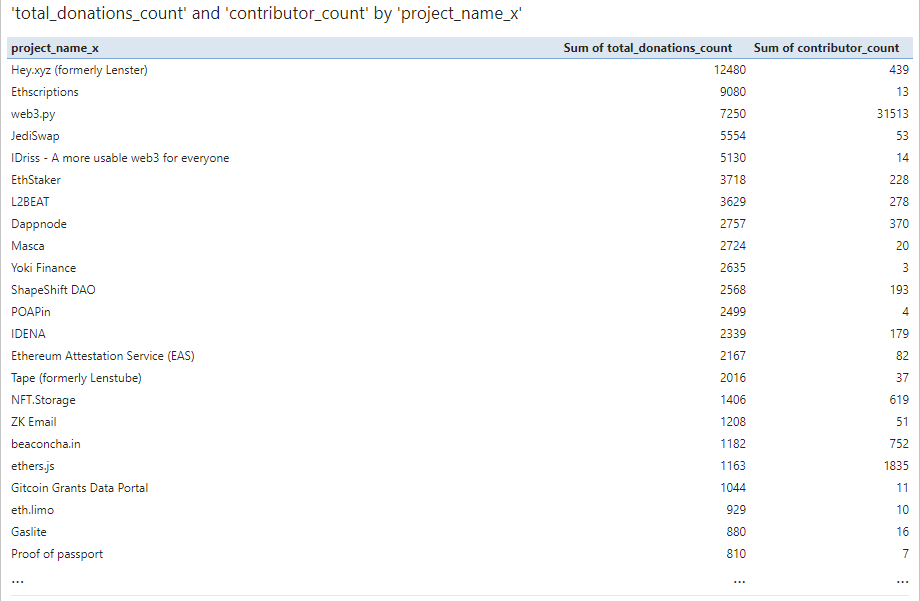 'total_donations_count' and 'contributor_count' by 'project_name_x'
project_name_x Sum of total_donations_count Sum of contributor_count
Hey.xyz (formerly Lenster) 12480 439
Ethscriptions 9080 13
web3.py 7250 31513
JediSwap 5554 53
IDriss - A more usable web3 for everyone 5130 14
EthStaker 3718 228
L2BEAT 3629 278
Dappnode 2757 370
Masca 2724 20
Yoki Finance 2635 3
ShapeShift DAO 2568 193
POAPin 2499 4
IDENA 2339 179
Ethereum Attestation Service (EAS) 2167 82
Tape (formerly Lenstube) 2016 37
NFT.Storage 1406 619
ZK Email 1208 51
beaconcha.in 1182 752
ethers.js 1163 1835
Gitcoin Grants Data Portal 1044 11
eth.limo 929 10
Gaslite 880 16
Proof of passport 810 7
... ... ...